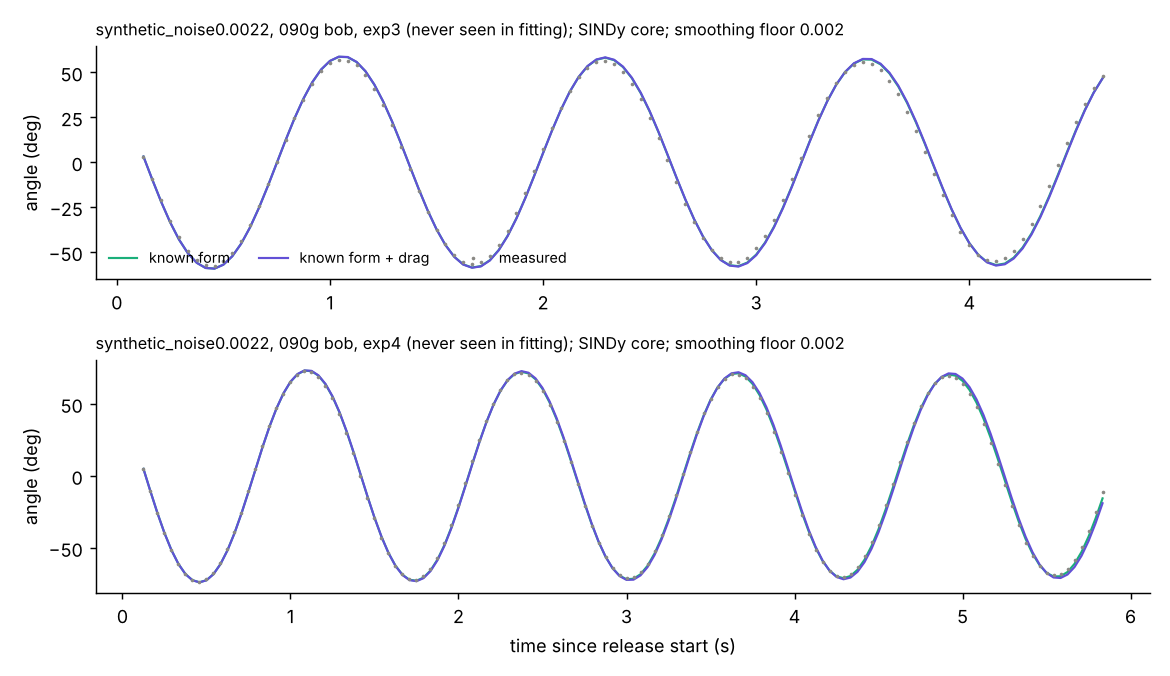 synthetic_noise0.0022, 090g bob, exp3 (never seen in fitting); SINDy core; smoothing floor 0.002
50
25
0
−25
−50
angle (deg)
known form
known form + drag
measured
0 1 2 3 4
synthetic_noise0.0022, 090g bob, exp4 (never seen in fitting); SINDy core; smoothing floor 0.002
50
0
−50
angle (deg)
0 1 2 3 4 5 6
time since release start (s)